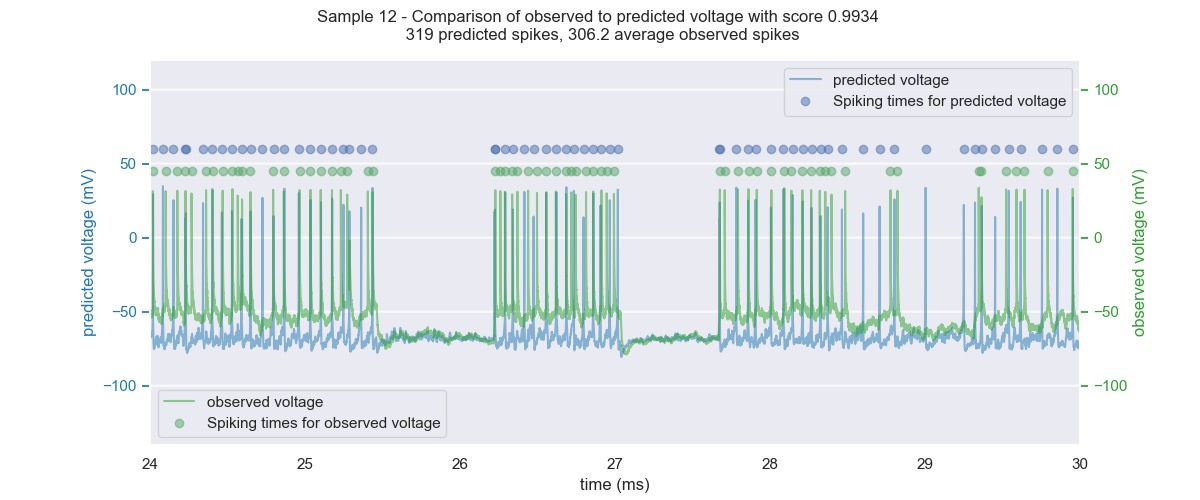 Sample 12 - Comparison of observed to predicted voltage with score 0.9934
319 predicted spikes, 306.2 average observed spikes
predicted voltage
Spiking times for predicted voltage
100
50
0
−50
−100
predicted voltage (mV)
100
50
0
−50
−100
observed voltage (mV)
observed voltage
Spiking times for observed voltage
24 25 26 27 28 29 30
time (ms)